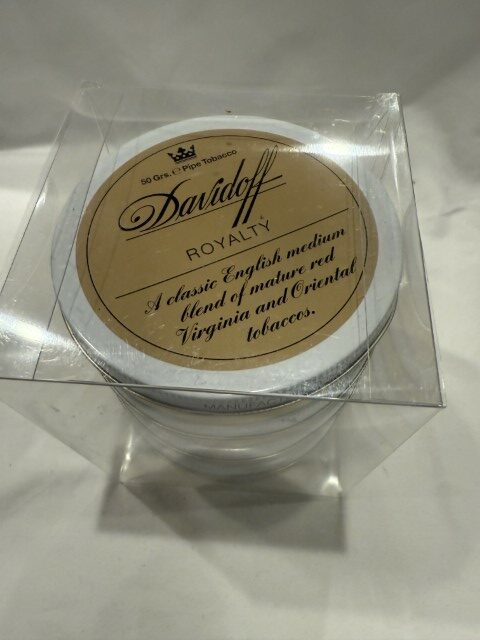 50 Grs. ℮ Pipe Tobacco
Davidoff
ROYALTY
A classic English medium
blend of mature red
Virginia and Oriental
tobaccos.